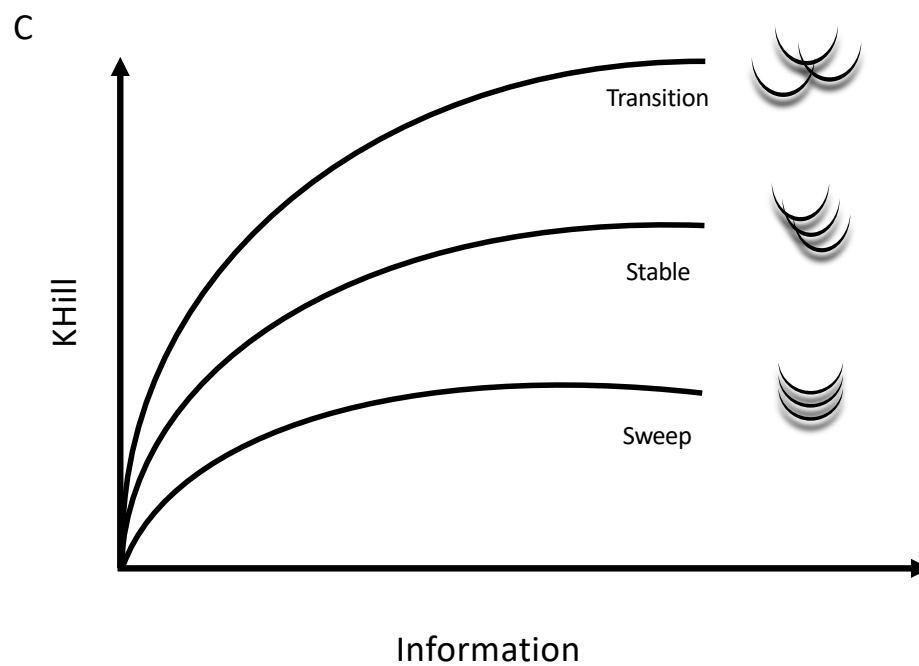 C
Transition
Stable
KHill
Sweep
Information